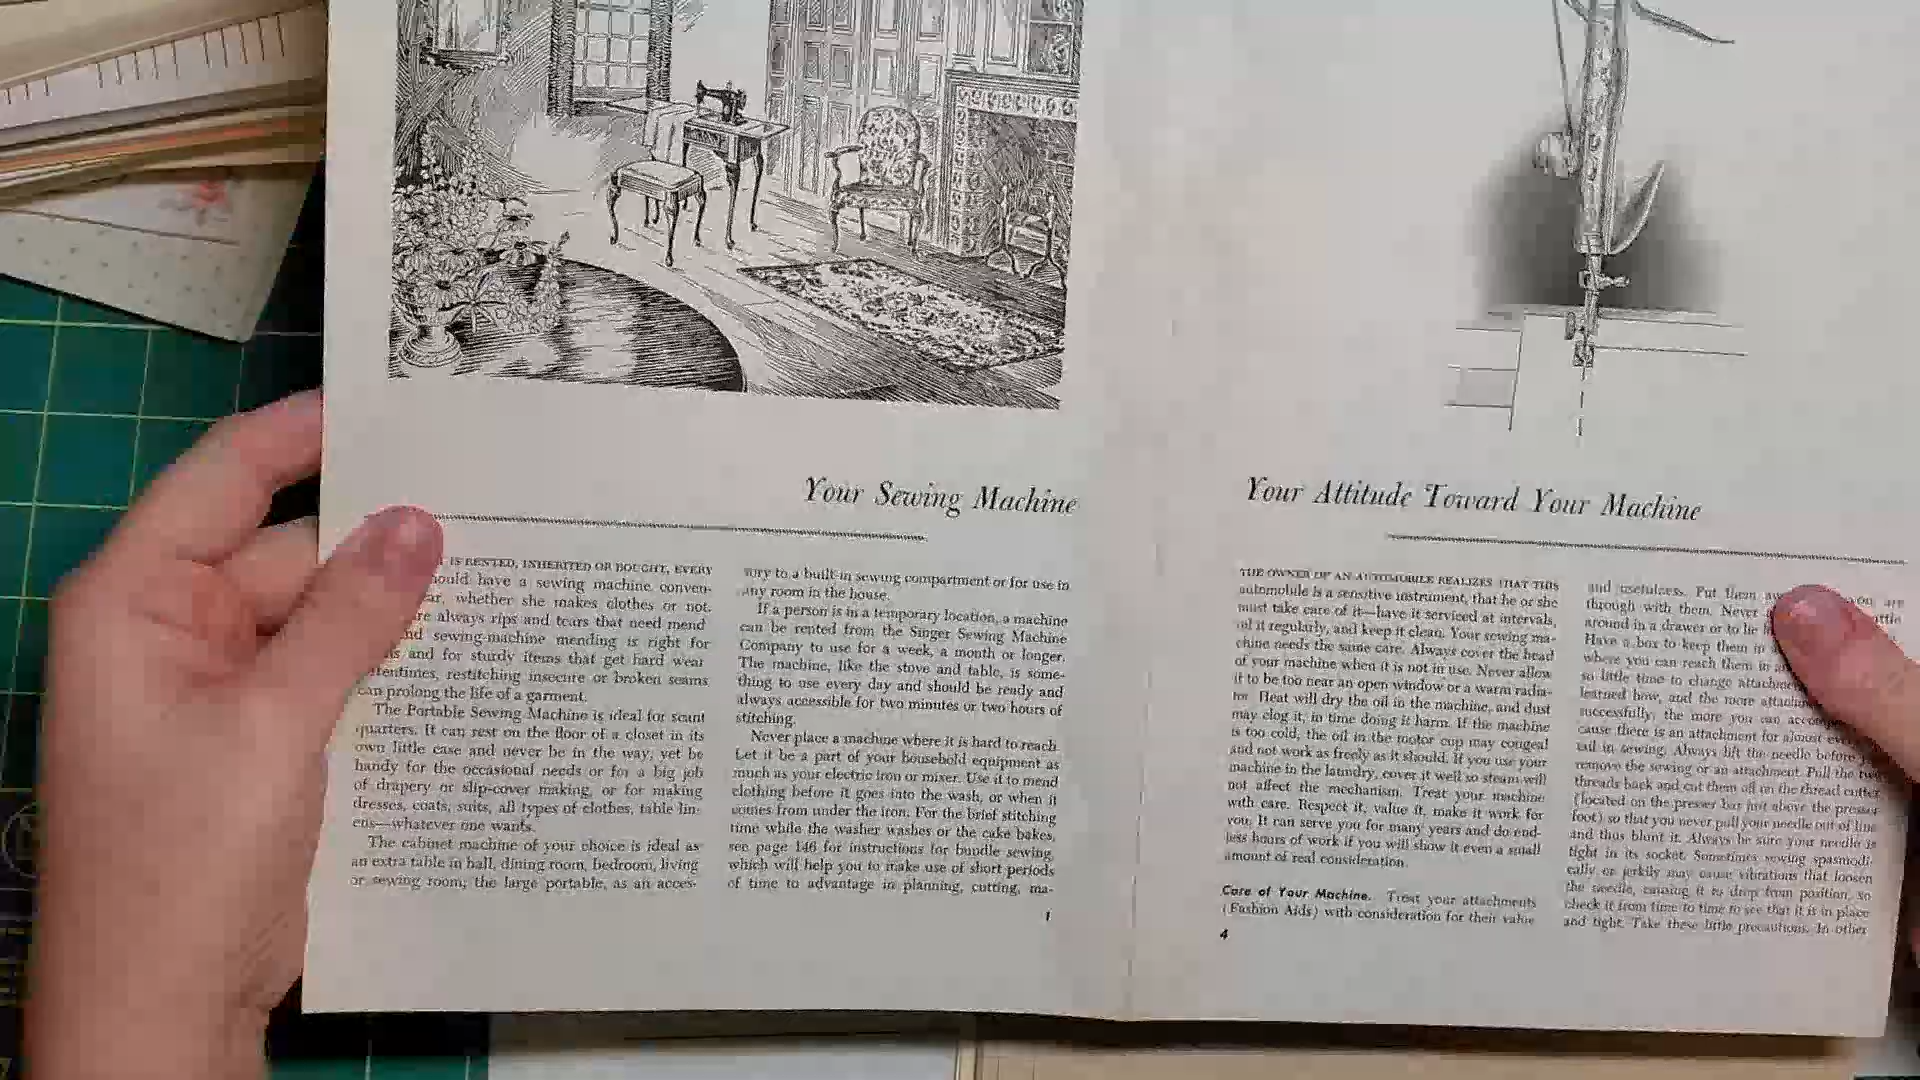 Your Sewing Machine
IS RENTED, INHERITED OR BOUGHT, EVERY
should have a sewing machine conven-
whether she makes clothes or not.
always rips and tears that need mend
sewing-machine mending is right for
and for sturdy items that get hard wear
Oftentimes, restitching insecure or broken seams
can prolong the life of a garment.
The Portable Sewing Machine is ideal for scant
quarters. It can rest on the floor of a closet in its
own little case and never be in the way, yet be
handy for the occasional needs or for a big job
of drapery or slip-cover making, or for making
dresses, coats, suits, all types of clothes, table lin-
ens—whatever one wants.
The cabinet machine of your choice is ideal as
an extra table in hall, dining room, bedroom, living
or sewing room; the large portable, as an acces-
sory to a built-in sewing compartment or for use in
any room in the house.
If a person is in a temporary location, a machine
can be rented from the Singer Sewing Machine
Company to use for a week, a month or longer.
The machine, like the stove and table, is some-
thing to use every day and should be ready and
always accessible for two minutes or two hours of
stitching.
Never place a machine where it is hard to reach.
Let it be a part of your household equipment as
much as your electric iron or mixer. Use it to mend
clothing before it goes into the wash, or when it
comes from under the iron. For the brief stitching
time while the washer washes or the cake bakes,
see page 146 for instructions for bundle sewing,
which will help you to make use of short periods
of time to advantage in planning, cutting, ma-
1
Your Attitude Toward Your Machine
THE OWNER OF AN AUTOMOBILE REALIZES THAT THIS
automobile is a sensitive instrument, that he or she
must take care of it—have it serviced at intervals,
oil it regularly, and keep it clean. Your sewing ma-
chine needs the same care. Always cover the head
of your machine when it is not in use. Never allow
it to be too near an open window or a warm radia-
tor. Heat will dry the oil in the machine, and dust
may clog it, in time doing it harm. If the machine
is too cold, the oil in the motor cup may congeal
and not work as freely as it should. If you use your
machine in the laundry, cover it well so steam will
not affect the mechanism. Treat your machine
with care. Respect it, value it, make it work for
you. It can serve you for many years and do end-
less hours of work if you will show it even a small
amount of real consideration.
Care of Your Machine. Treat your attachments
(Fashion Aids) with consideration for their value
4
and usefulness. Put them you are
through with them. Never
around in a drawer or to lie
Have a box to keep them in
where you can reach them in
so little time to change
learned how, and the more
successfully, the more you can
cause there is an attachment for almost
tail in sewing. Always lift the needle before
remove the sewing or an attachment. Pull the two
threads back and cut them off on the thread cutter
(located on the presser bar just above the presser
foot) so that you never pull your needle out of line
and thus blunt it. Always be sure your needle is
tight in its socket. Sometimes sewing spasmodi-
cally or jerkily may cause vibrations that loosen
the needle, causing it to drop from position, so
check it from time to time to see that it is in place
and tight. Take these little precautions. In other